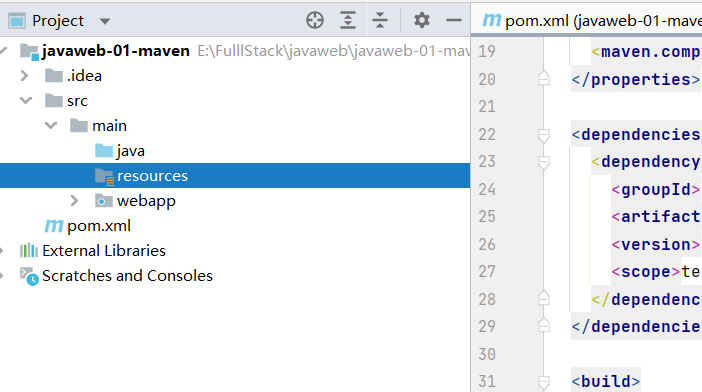 Project
javaweb-01-maven E:\FulllStack\javaweb\javaweb-01-mav
.idea
src
main
java
resources
webapp
pom.xml
External Libraries
Scratches and Consoles
pom.xml (javaweb-01-mave
19 <maven.comp
20 </properties>
21
22 <dependencies
23 <dependency
24 <groupId>
25 <artifact
26 <version>
27 <scope>te
28 </dependenc
29 </dependencie
30
31 <build>